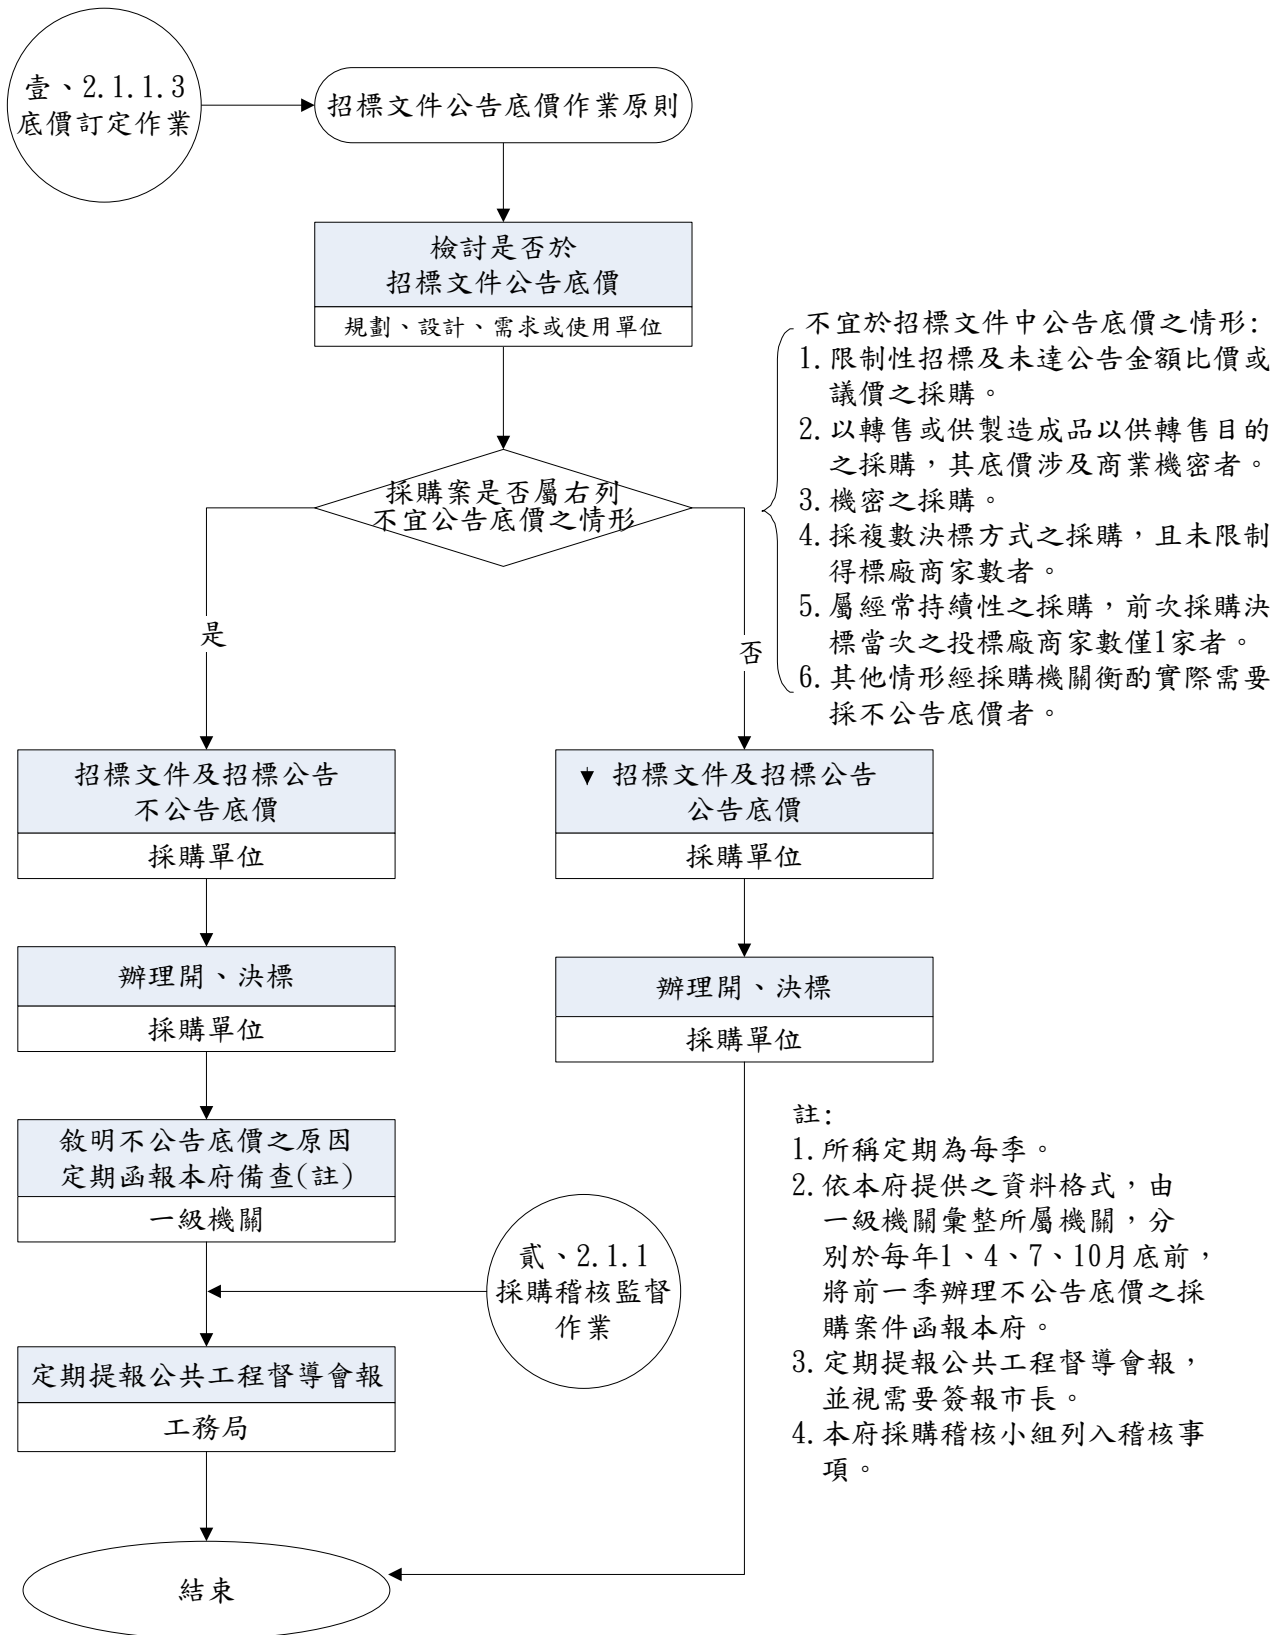 壹、2.1.1.3
底價訂定作業
招標文件公告底價作業原則
檢討是否於
招標文件公告底價
規劃、設計、需求或使用單位
不宜於招標文件中公告底價之情形:
1.限制性招標及未達公告金額比價或
議價之採購。
2.以轉售或供製造成品以供轉售目的
之採購，其底價涉及商業機密者。
3.機密之採購。
4.採複數決標方式之採購，且未限制
得標廠商家數者。
5.屬經常持續性之採購，前次採購決
標當次之投標廠商家數僅1家者。
6.其他情形經採購機關衡酌實際需要
採不公告底價者。
採購案是否屬右列
不宜公告底價之情形
是
否
招標文件及招標公告
不公告底價
採購單位
招標文件及招標公告
公告底價
採購單位
辦理開、決標
採購單位
辦理開、決標
採購單位
敘明不公告底價之原因
定期函報本府備查(註)
一級機關
貳、2.1.1
採購稽核監督
作業
定期提報公共工程督導會報
工務局
結束
註:
1.所稱定期為每季。
2.依本府提供之資料格式，由
一級機關彙整所屬機關，分
別於每年1、4、7、10月底前，
將前一季辦理不公告底價之採
購案件函報本府。
3.定期提報公共工程督導會報，
並視需要簽報市長。
4.本府採購稽核小組列入稽核事
項。